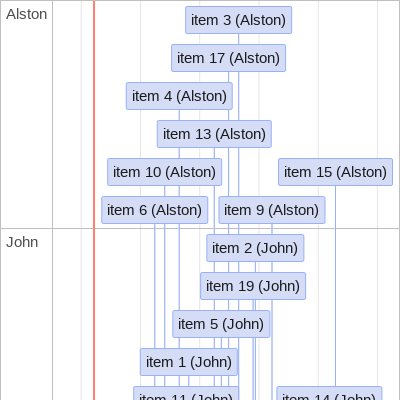 Alston
item 3 (Alston)
item 17 (Alston)
item 4 (Alston)
item 13 (Alston)
item 10 (Alston)
item 15 (Alston)
item 6 (Alston)
item 9 (Alston)
John
item 2 (John)
item 19 (John)
item 5 (John)
item 1 (John)
item 11 (John)
item 14 (John)